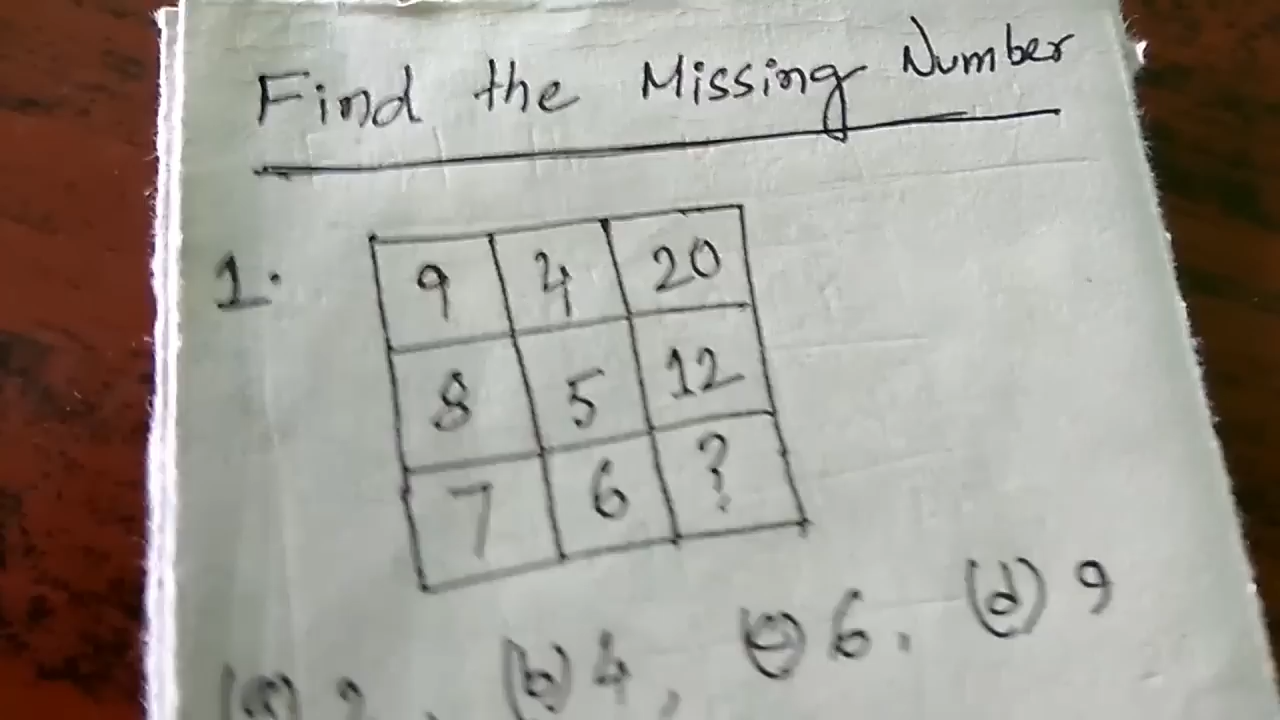 Find the Missing Number
1.
9 4 20
8 5 12
7 6 ?
(a) , (b) 4, (c) 6. (d) 9